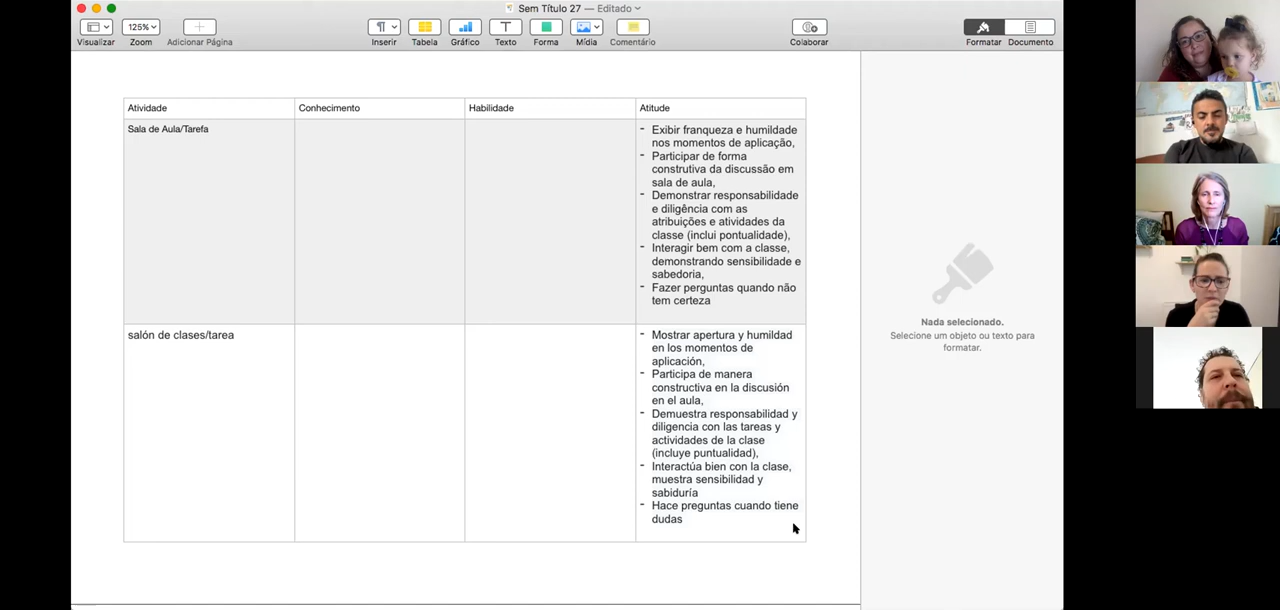 Sem Título 27 — Editado
125%
Visualizar
Zoom
Adicionar Página
Inserir
Tabela
Gráfico
Texto
Forma
Mídia
Comentário
Colaborar
Formatar
Documento
Atividade
Conhecimento
Habilidade
Atitude
Sala de Aula/Tarefa
- Exibir franqueza e humildade
nos momentos de aplicação,
- Participar de forma
construtiva da discussão em
sala de aula,
- Demonstrar responsabilidade
e diligência com as
atribuições e atividades da
classe (inclui pontualidade),
- Interagir bem com a classe,
demonstrando sensibilidade e
sabedoria,
- Fazer perguntas quando não
tem certeza
salón de clases/tarea
- Mostrar apertura y humildad
en los momentos de
aplicación,
- Participa de manera
constructiva en la discusión
en el aula,
- Demuestra responsabilidad y
diligencia con las tareas y
actividades de la clase
(incluye puntualidad),
- Interactúa bien con la clase,
muestra sensibilidad y
sabiduría
- Hace preguntas cuando tiene
dudas
Nada selecionado.
Selecione um objeto ou texto para
formatar.